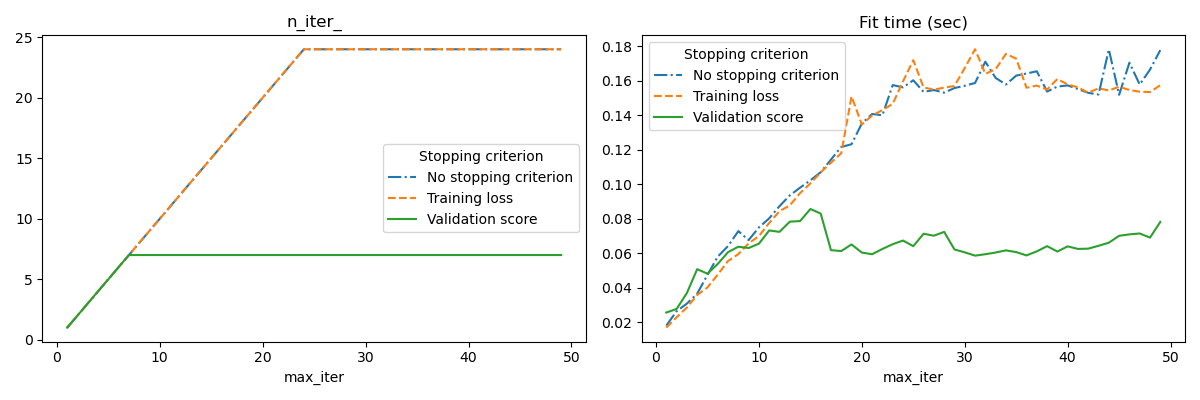 n_iter_
25
20
15
10
5
0
Stopping criterion
No stopping criterion
Training loss
Validation score
0 10 20 30 40 50
max_iter
Fit time (sec)
0.18
0.16
0.14
0.12
0.10
0.08
0.06
0.04
0.02
Stopping criterion
No stopping criterion
Training loss
Validation score
0 10 20 30 40 50
max_iter